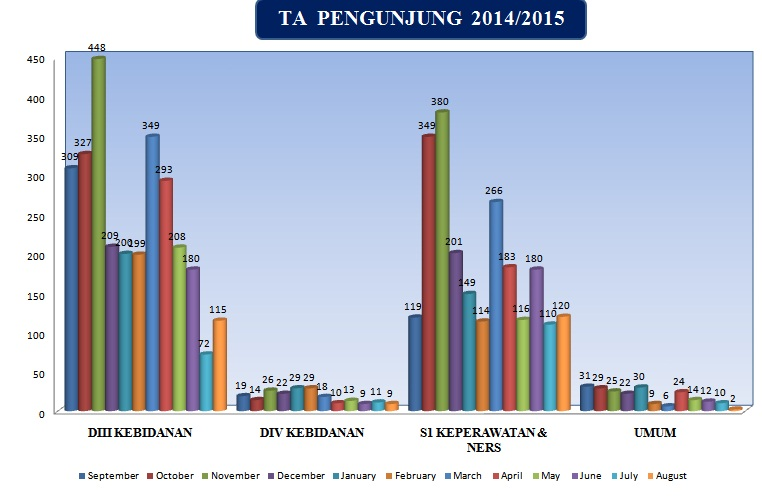 TA PENGUNJUNG 2014/2015
450
400
350
300
250
200
150
100
50
0
309 327 448 209 200 199 349 293 208 180 72 115
19 14 26 22 29 29 18 10 13 9 11 9
119 349 380 201 149 114 266 183 116 180 110 120
31 29 25 22 30 9 6 24 14 12 10 2
DIII KEBIDANAN
DIV KEBIDANAN
S1 KEPERAWATAN &
NERS
UMUM
September October November December January February March April May June July August